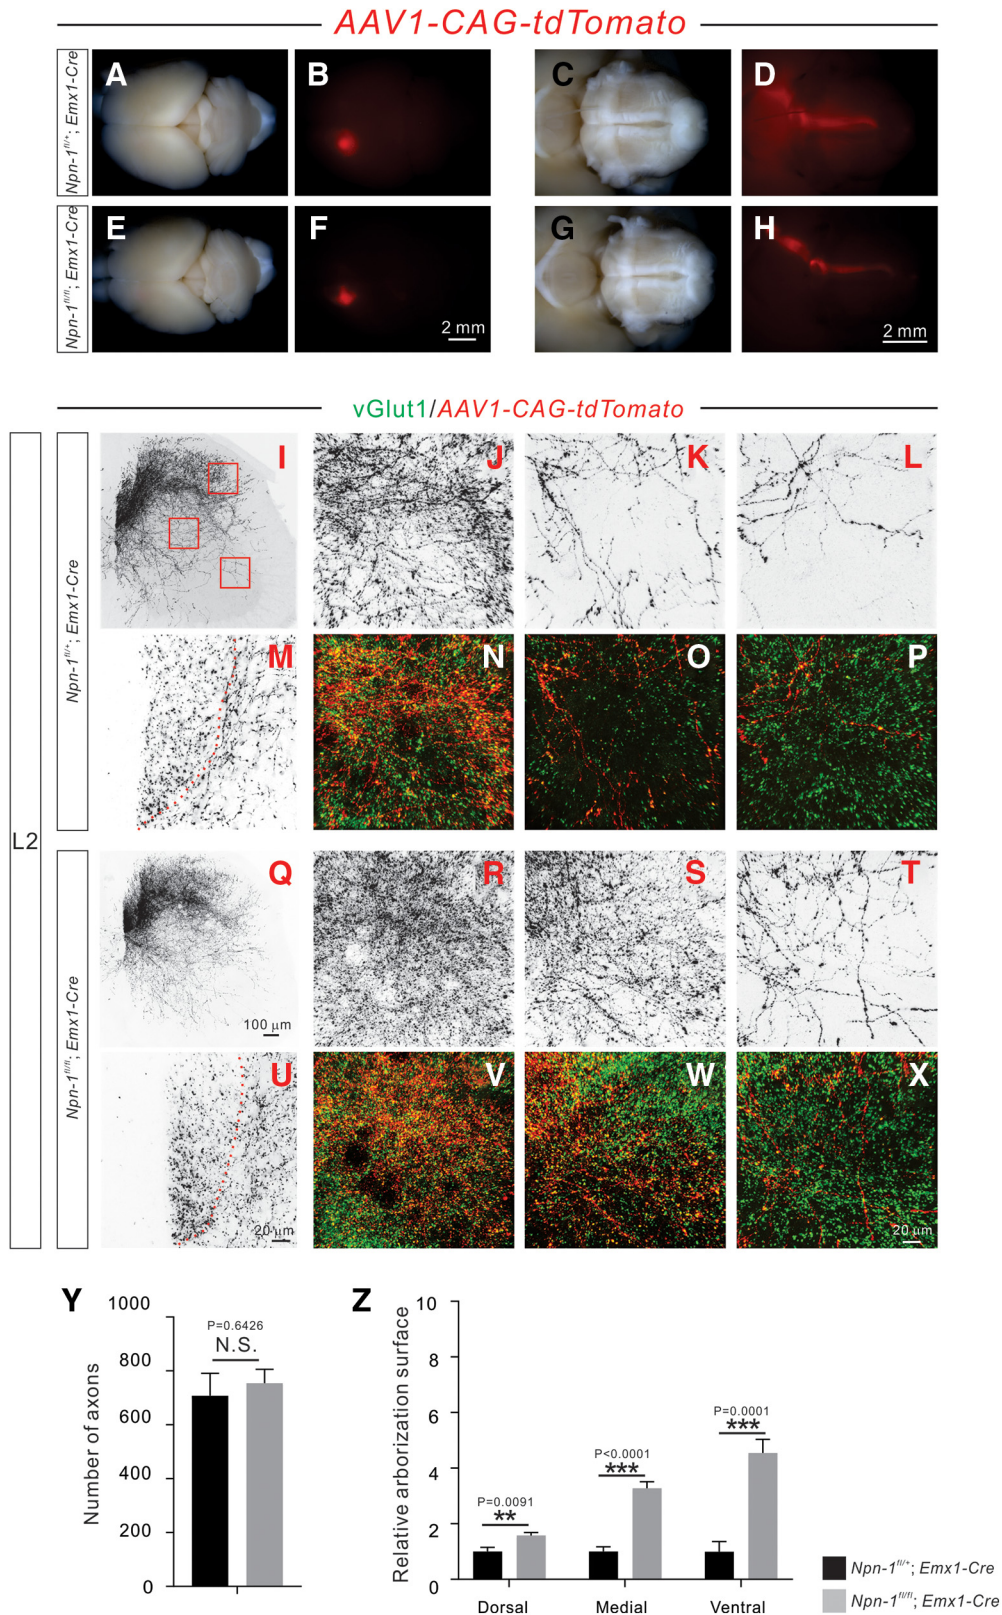 AAV1-CAG-tdTomato
Npn-1fl/+; Emx1-Cre
A
B
C
D
Npn-1fl/fl; Emx1-Cre
E
F
2 mm
G
H
2 mm
vGlut1/AAV1-CAG-tdTomato
L2
Npn-1fl/+; Emx1-Cre
I
J
K
L
M
N
O
P
Npn-1fl/fl; Emx1-Cre
Q
100 µm
R
S
T
U
20 µm
V
W
X
20 µm
Y
Number of axons
1000
800
600
400
200
0
P=0.6426
N.S.
Z
Relative arborization surface
10
8
6
4
2
0
P=0.0091
**
P<0.0001
***
P=0.0001
***
Dorsal
Medial
Ventral
Npn-1fl/+; Emx1-Cre
Npn-1fl/fl; Emx1-Cre